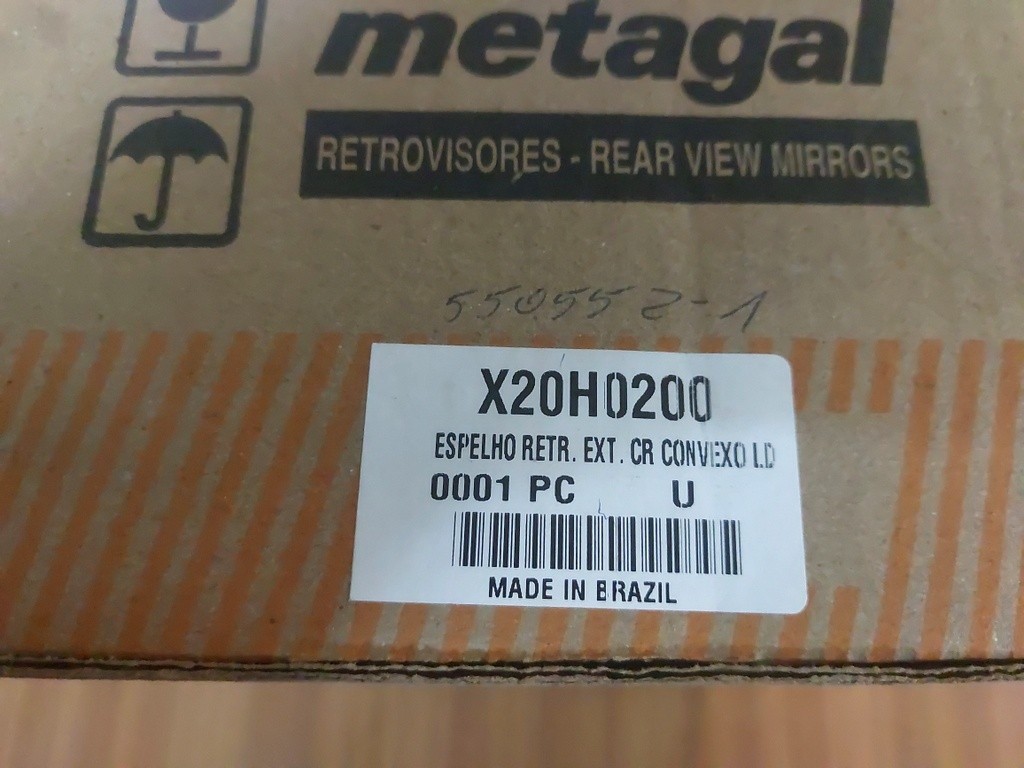 metagal
RETROVISORES - REAR VIEW MIRRORS
550552-1
X20H0200
ESPELHO RETR. EXT. CR CONVEXO LD
0001 PC U
MADE IN BRAZIL